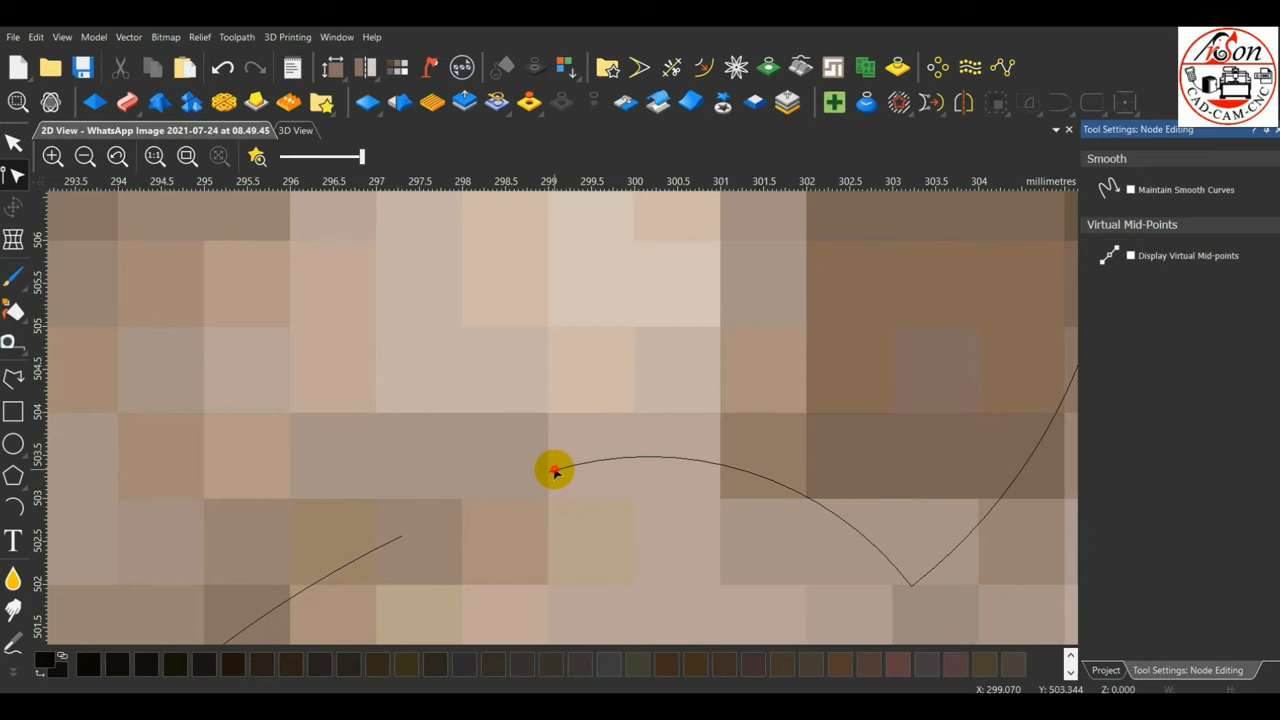 File Edit View Model Vector Bitmap Relief Toolpath 3D Printing Window Help
CAD-CAM-CNC
2D View - WhatsApp Image 2021-07-24 at 08.49.45 3D View
Tool Settings: Node Editing
1:1
Smooth
293.5 294 294.5 295 295.5 296 296.5 297 297.5 298 298.5 299 299.5 300 300.5 301 301.5 302 302.5 303 303.5 304 millimetres
Maintain Smooth Curves
Virtual Mid-Points
Display Virtual Mid-points
506
505.5
505
504.5
504
503.5
503
502.5
502
501.5
T
Project Tool Settings: Node Editing
X: 299.070 Y: 503.344 Z: 0.000 W: H: